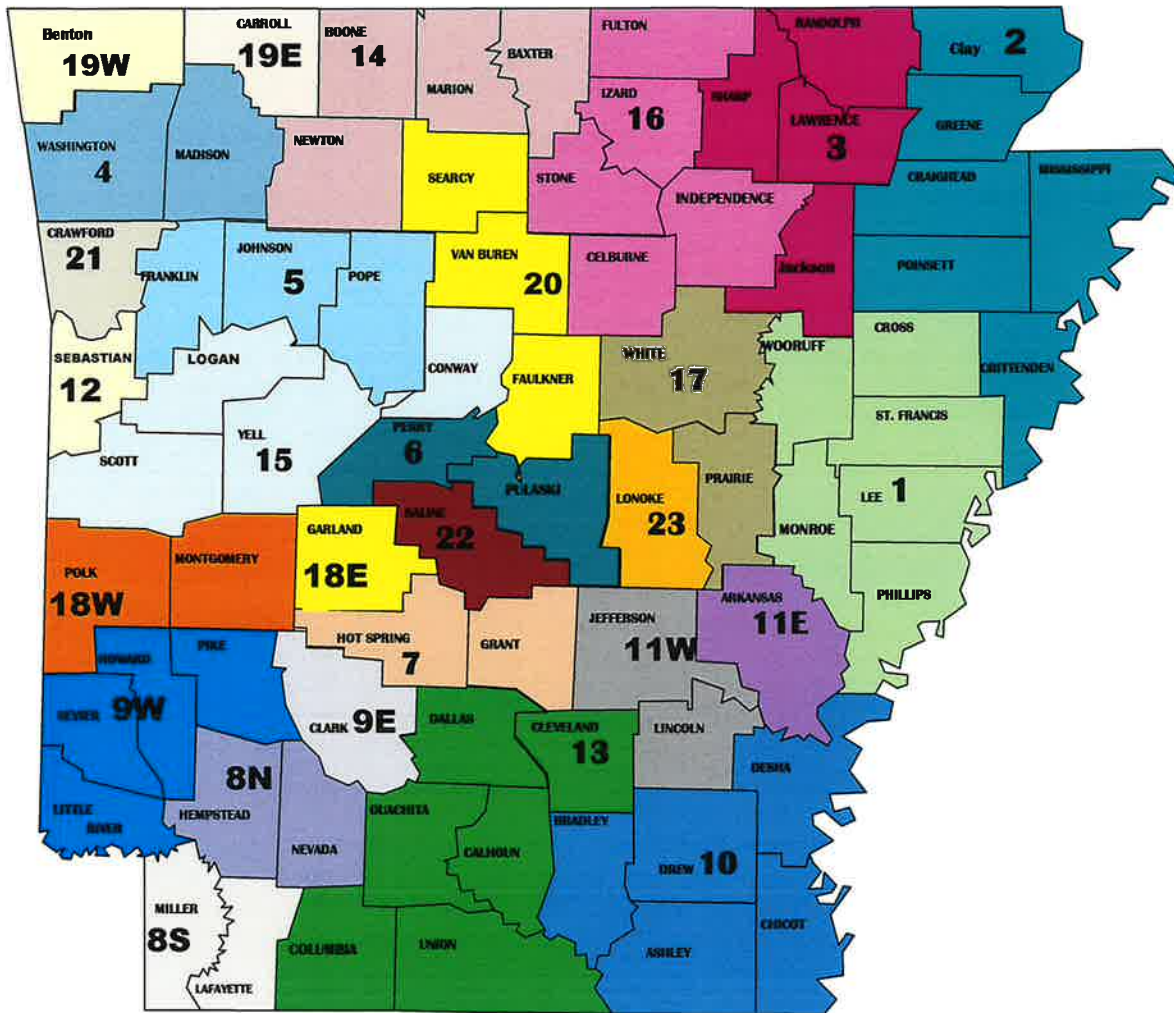 Benton
19W
CARROLL
19E
BOONE
14
MARION
BAXTER
FULTON
IZARD
16
SHARP
RANDOLPH
LAWRENCE
3
Clay 2
GREENE
WASHINGTON
4
MADISON
NEWTON
SEARCY
STONE
INDEPENDENCE
CRAIGHEAD
MISSISSIPPI
CRAWFORD
21
FRANKLIN
JOHNSON
5
POPE
VAN BUREN
20
CELBURNE
Jackson
POINSETT
SEBASTIAN
12
LOGAN
CONWAY
FAULKNER
WHITE
17
WOORUFF
CROSS
CRITTENDEN
ST. FRANCIS
SCOTT
YELL
15
PERRY
6
PULASKI
LONOKE
23
PRAIRIE
MONROE
LEE 1
PHILLIPS
POLK
18W
MONTGOMERY
GARLAND
18E
SALINE
22
HOT SPRING
7
GRANT
JEFFERSON
11W
ARKANSAS
11E
HOWARD
PIKE
SEVIER 9W
CLARK 9E
DALLAS
CLEVELAND
13
LINCOLN
DESHA
LITTLE
RIVER
8N
HEMPSTEAD
NEVADA
OUACHITA
CALHOUN
BRADLEY
DREW 10
CHICOT
MILLER
8S
LAFAYETTE
COLUMBIA
UNION
ASHLEY